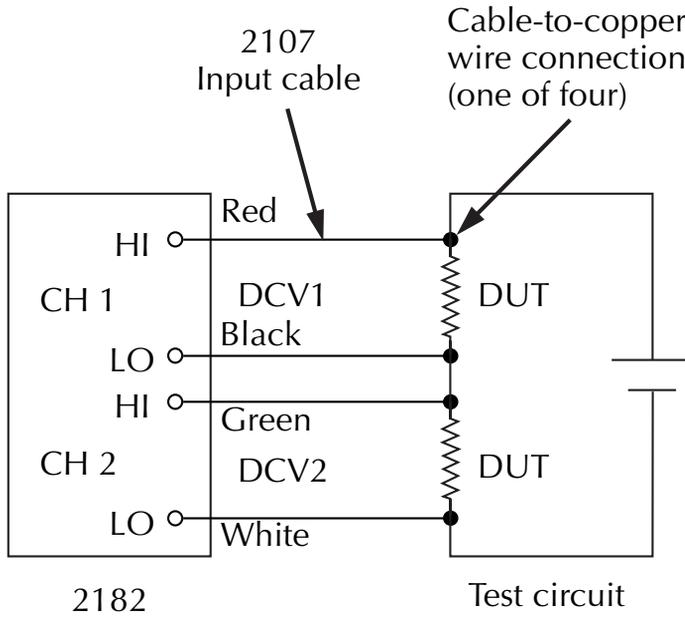 2107
Input cable
Cable-to-copper
wire connection
(one of four)
Red
HI
CH 1
DCV1
DUT
Black
LO
HI
Green
CH 2
DCV2
DUT
LO
White
2182
Test circuit